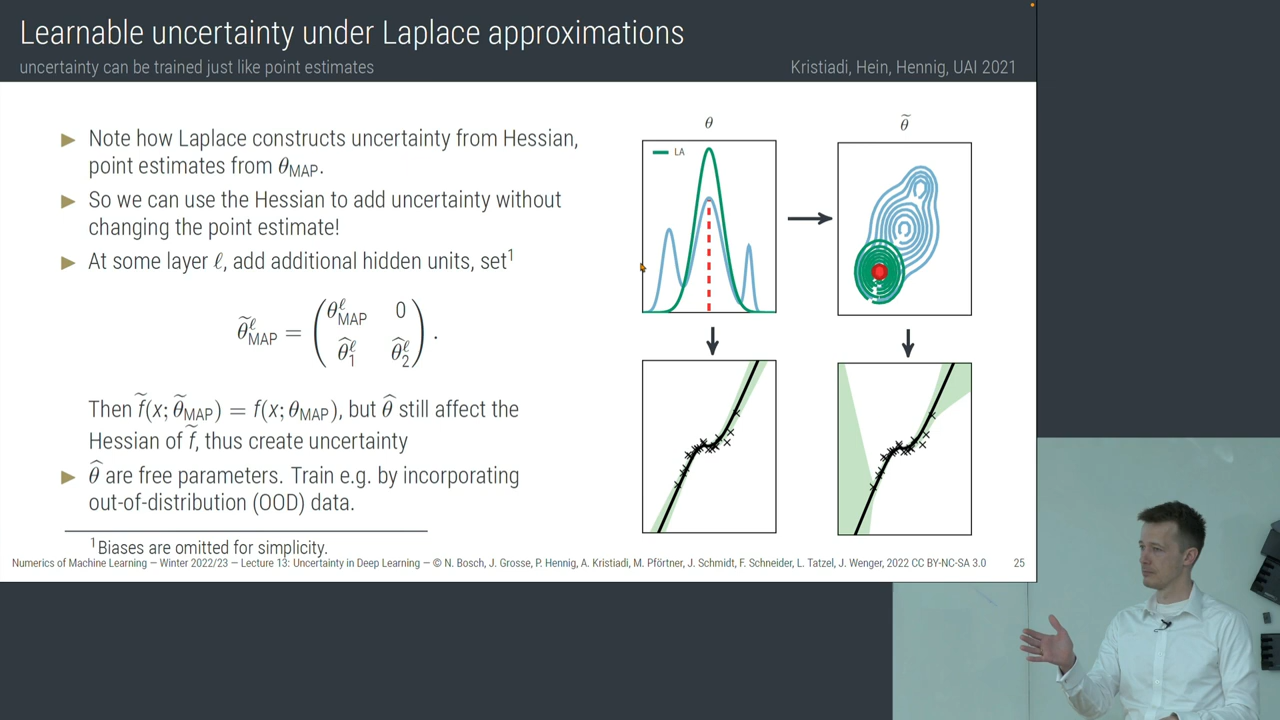 Learnable uncertainty under Laplace approximations
uncertainty can be trained just like point estimates
Kristiadi, Hein, Hennig, UAI 2021
▶ Note how Laplace constructs uncertainty from Hessian,
point estimates from θ_MAP.
▶ So we can use the Hessian to add uncertainty without
changing the point estimate!
▶ At some layer ℓ, add additional hidden units, set¹
θ̃^ℓ_MAP = ( θ^ℓ_MAP 0
θ̂^ℓ_1 θ̂^ℓ_2 ) .
Then f̃(x; θ̃_MAP) = f(x; θ_MAP), but θ̂ still affect the
Hessian of f̃, thus create uncertainty
▶ θ̂ are free parameters. Train e.g. by incorporating
out-of-distribution (OOD) data.
¹Biases are omitted for simplicity.
θ
θ̃
LA
Numerics of Machine Learning — Winter 2022/23 — Lecture 13: Uncertainty in Deep Learning — © N. Bosch, J. Grosse, P. Hennig, A. Kristiadi, M. Pförtner, J. Schmidt, F. Schneider, L. Tatzel, J. Wenger, 2022 CC BY-NC-SA 3.0
25